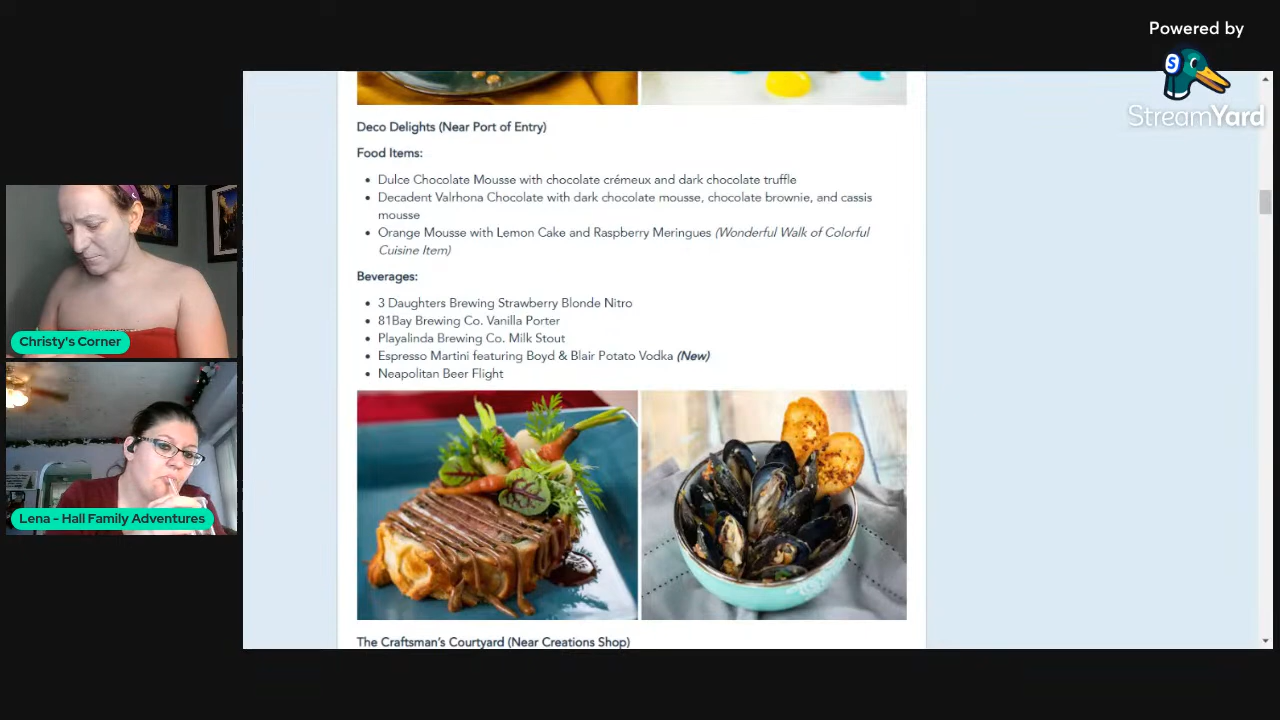 Powered by
S
StreamYard
Deco Delights (Near Port of Entry)
Food Items:
• Dulce Chocolate Mousse with chocolate crémeux and dark chocolate truffle
• Decadent Valrhona Chocolate with dark chocolate mousse, chocolate brownie, and cassis
mousse
• Orange Mousse with Lemon Cake and Raspberry Meringues (Wonderful Walk of Colorful
Cuisine Item)
Beverages:
• 3 Daughters Brewing Strawberry Blonde Nitro
• 81Bay Brewing Co. Vanilla Porter
• Playalinda Brewing Co. Milk Stout
• Espresso Martini featuring Boyd & Blair Potato Vodka (New)
• Neapolitan Beer Flight
The Craftsman's Courtyard (Near Creations Shop)
Christy's Corner
Lena - Hall Family Adventures